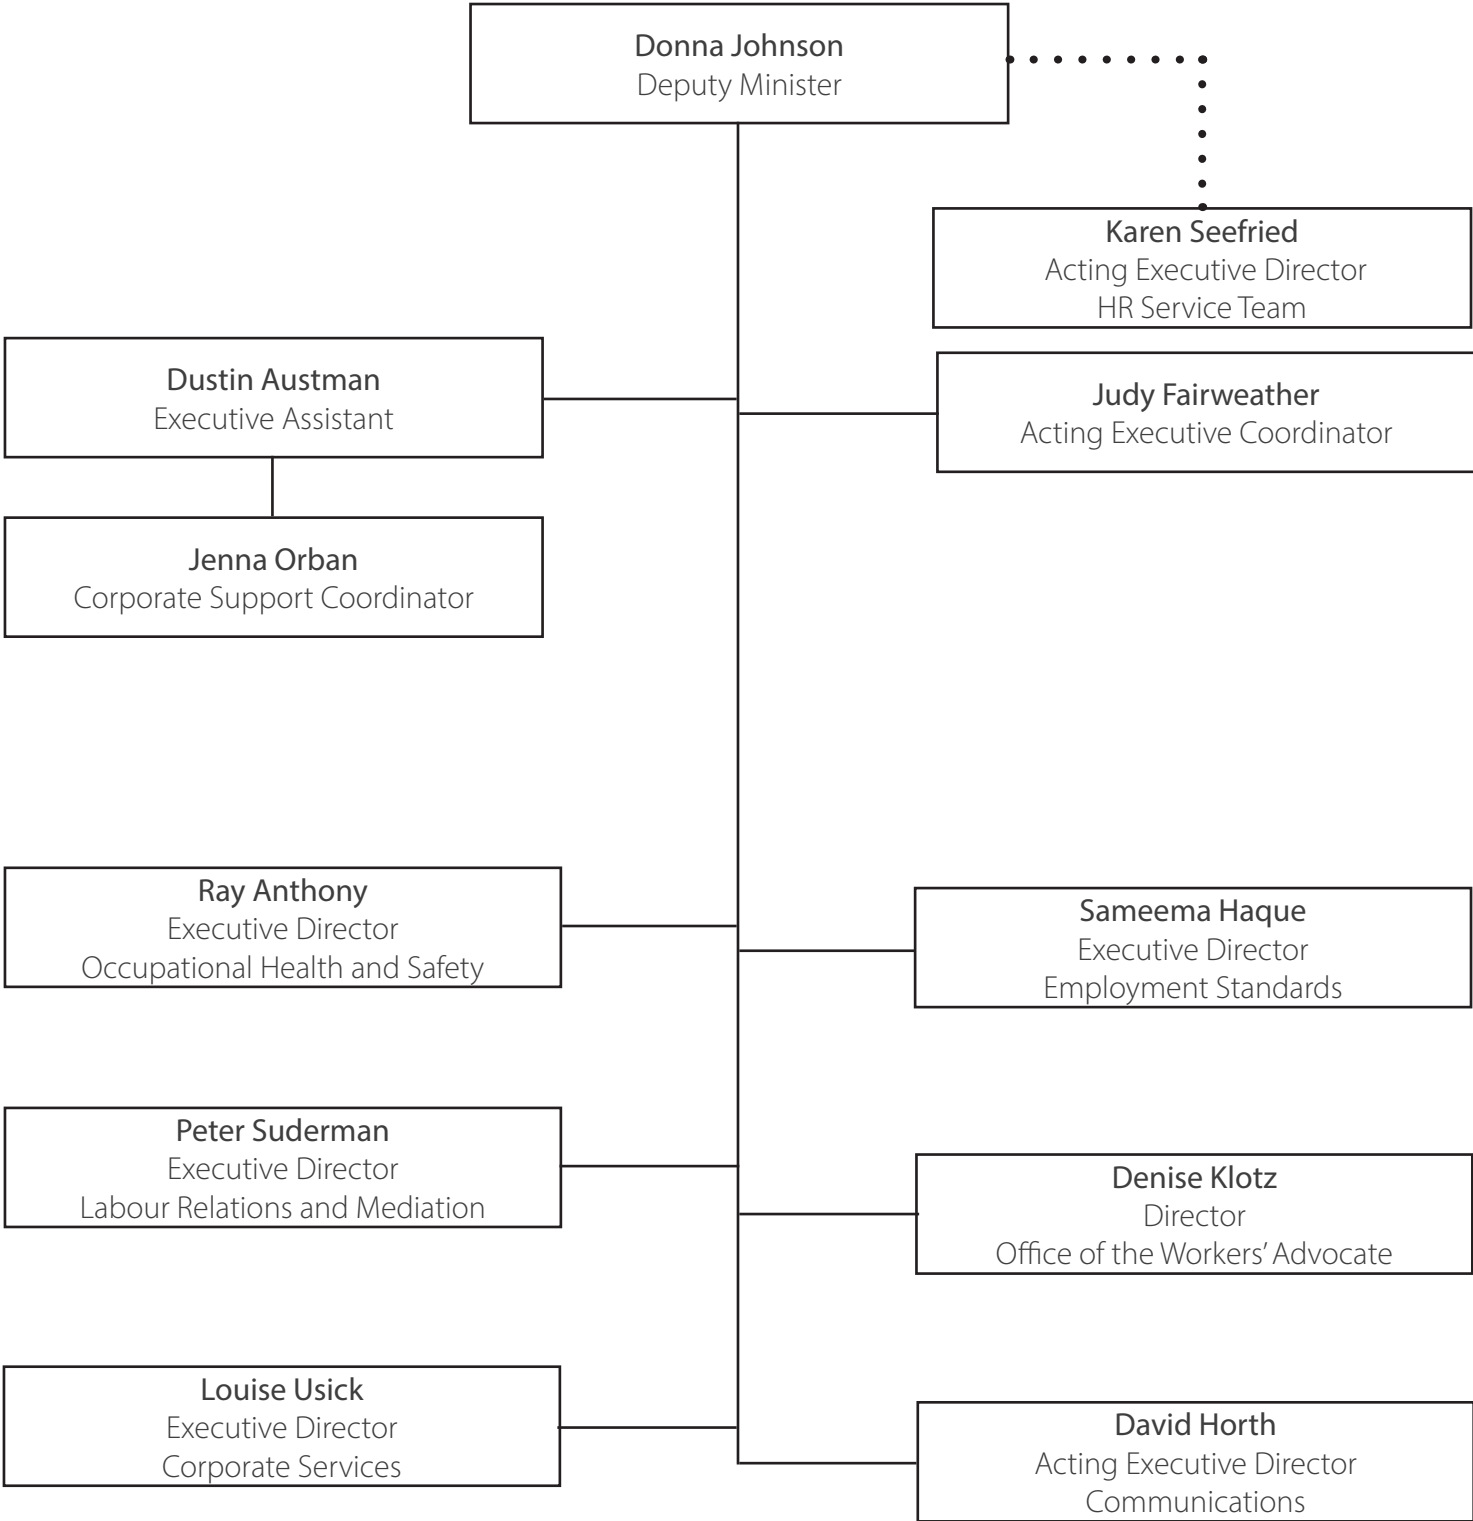 Donna Johnson
Deputy Minister
Karen Seefried
Acting Executive Director
HR Service Team
Dustin Austman
Executive Assistant
Judy Fairweather
Acting Executive Coordinator
Jenna Orban
Corporate Support Coordinator
Ray Anthony
Executive Director
Occupational Health and Safety
Sameema Haque
Executive Director
Employment Standards
Peter Suderman
Executive Director
Labour Relations and Mediation
Denise Klotz
Director
Office of the Workers’ Advocate
Louise Usick
Executive Director
Corporate Services
David Horth
Acting Executive Director
Communications